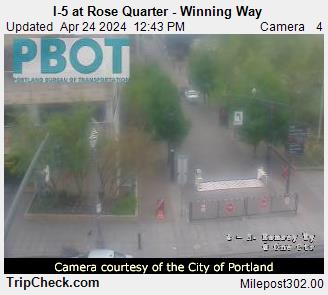 I-5 at Rose Quarter - Winning Way
Updated Apr 24 2024 12:43 PM Camera 4
PBOT
PORTLAND BUREAU OF TRANSPORTATION
Camera courtesy of the City of Portland
TripCheck.com Milepost302.00